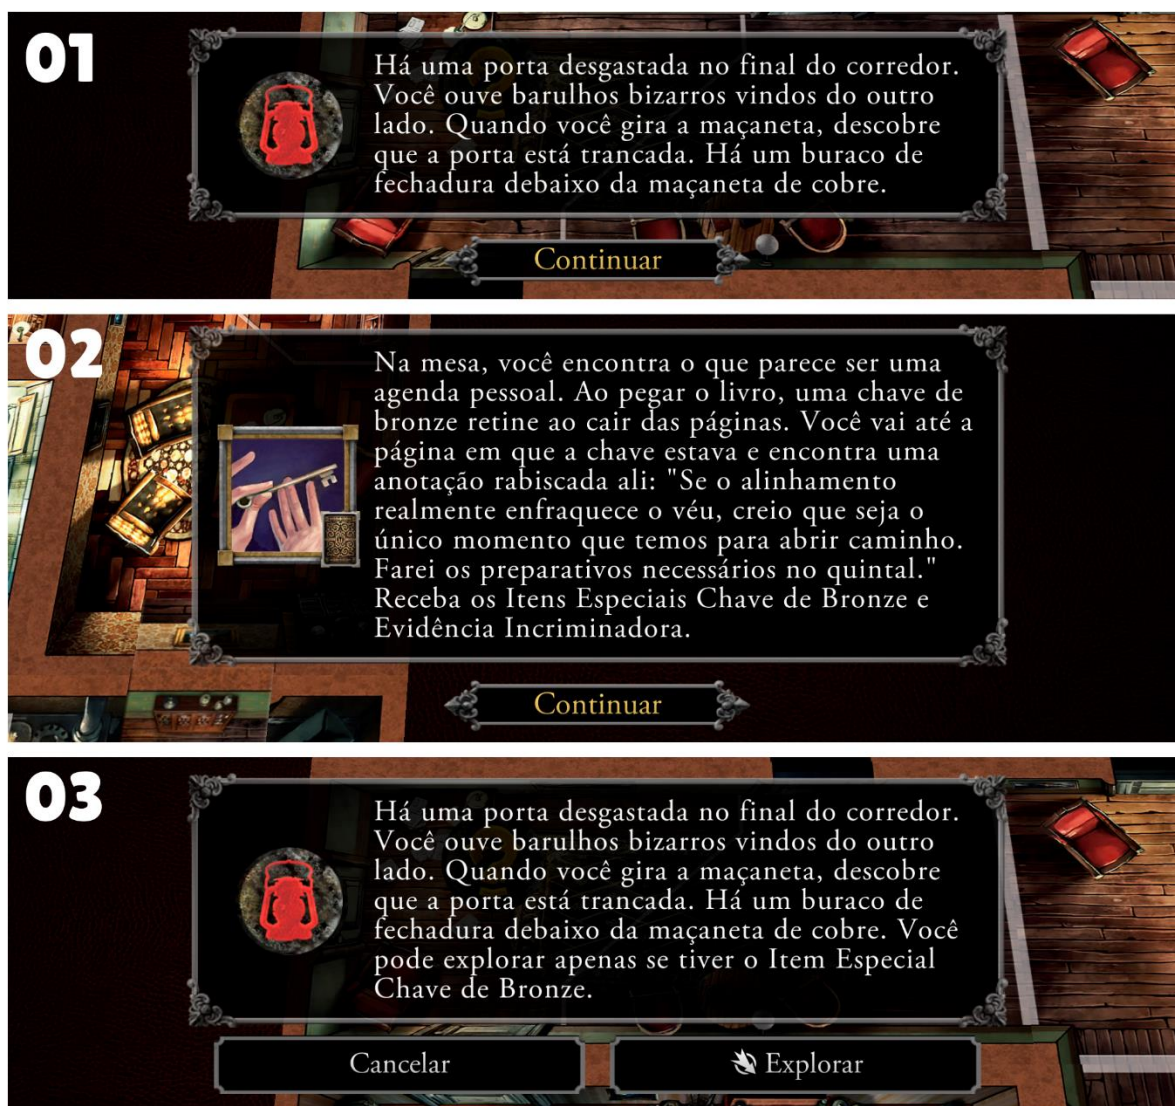 01
Há uma porta desgastada no final do corredor.
Você ouve barulhos bizarros vindos do outro
lado. Quando você gira a maçaneta, descobre
que a porta está trancada. Há um buraco de
fechadura debaixo da maçaneta de cobre.
Continuar
02
Na mesa, você encontra o que parece ser uma
agenda pessoal. Ao pegar o livro, uma chave de
bronze retine ao cair das páginas. Você vai até a
página em que a chave estava e encontra uma
anotação rabiscada ali: "Se o alinhamento
realmente enfraquece o véu, creio que seja o
único momento que temos para abrir caminho.
Farei os preparativos necessários no quintal."
Receba os Itens Especiais Chave de Bronze e
Evidência Incriminadora.
Continuar
03
Há uma porta desgastada no final do corredor.
Você ouve barulhos bizarros vindos do outro
lado. Quando você gira a maçaneta, descobre
que a porta está trancada. Há um buraco de
fechadura debaixo da maçaneta de cobre. Você
pode explorar apenas se tiver o Item Especial
Chave de Bronze.
Cancelar
Explorar